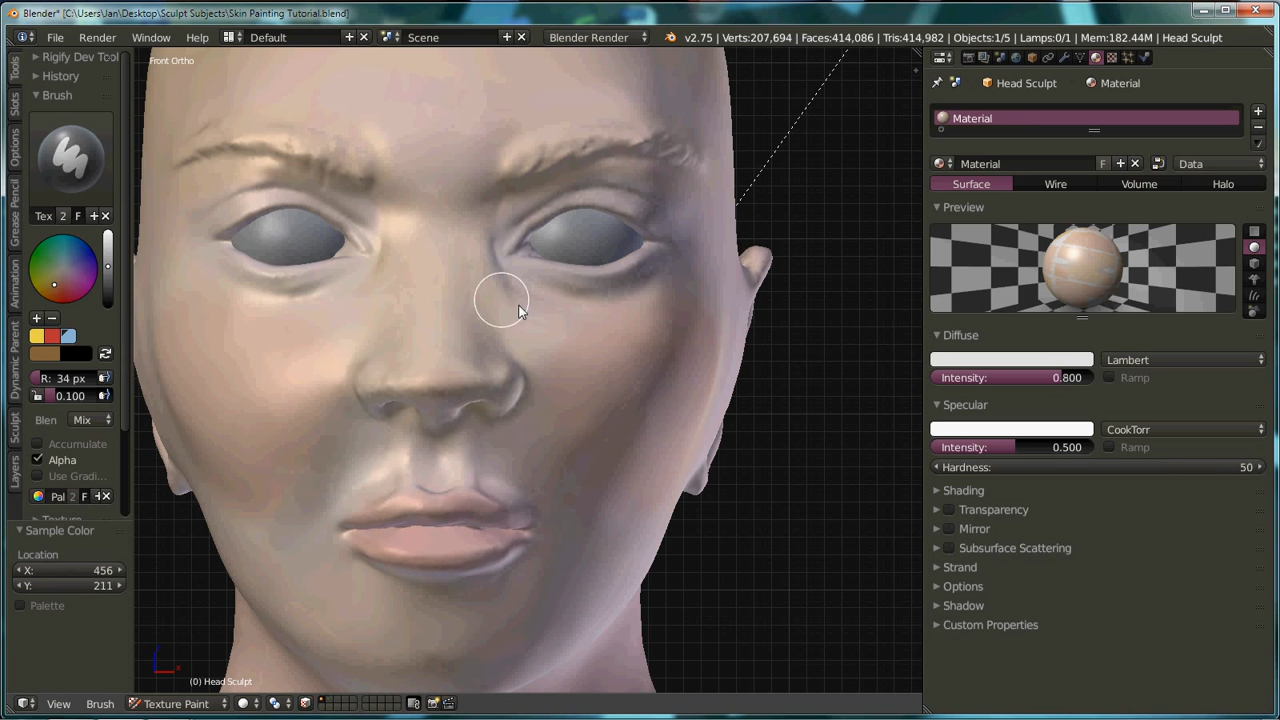 Blender* [C:\Users\Jan\Desktop\Sculpt Subjects\Skin Painting Tutorial.blend]
File Render Window Help Default Scene Blender Render v2.75 | Verts:207,694 | Faces:414,086 | Tris:414,982 | Objects:1/5 | Lamps:0/1 | Mem:182.44M | Head Sculpt
Tools
Slots
Options
Grease Pencil
Animation
Dynamic Parent
Sculpt
Layers
Rigify Dev Tool
History
Brush
Tex 2 F
R: 34 px
0.100
Blen Mix
Accumulate
Alpha
Use Gradi...
Pal 2 F
Texture
Sample Color
Location
X: 456
Y: 211
Palette
Front Ortho
(0) Head Sculpt
View Brush Texture Paint
Head Sculpt Material
Material
Material F Data
Surface Wire Volume Halo
Preview
Diffuse
Lambert
Intensity: 0.800 Ramp
Specular
CookTorr
Intensity: 0.500 Ramp
Hardness: 50
Shading
Transparency
Mirror
Subsurface Scattering
Strand
Options
Shadow
Custom Properties